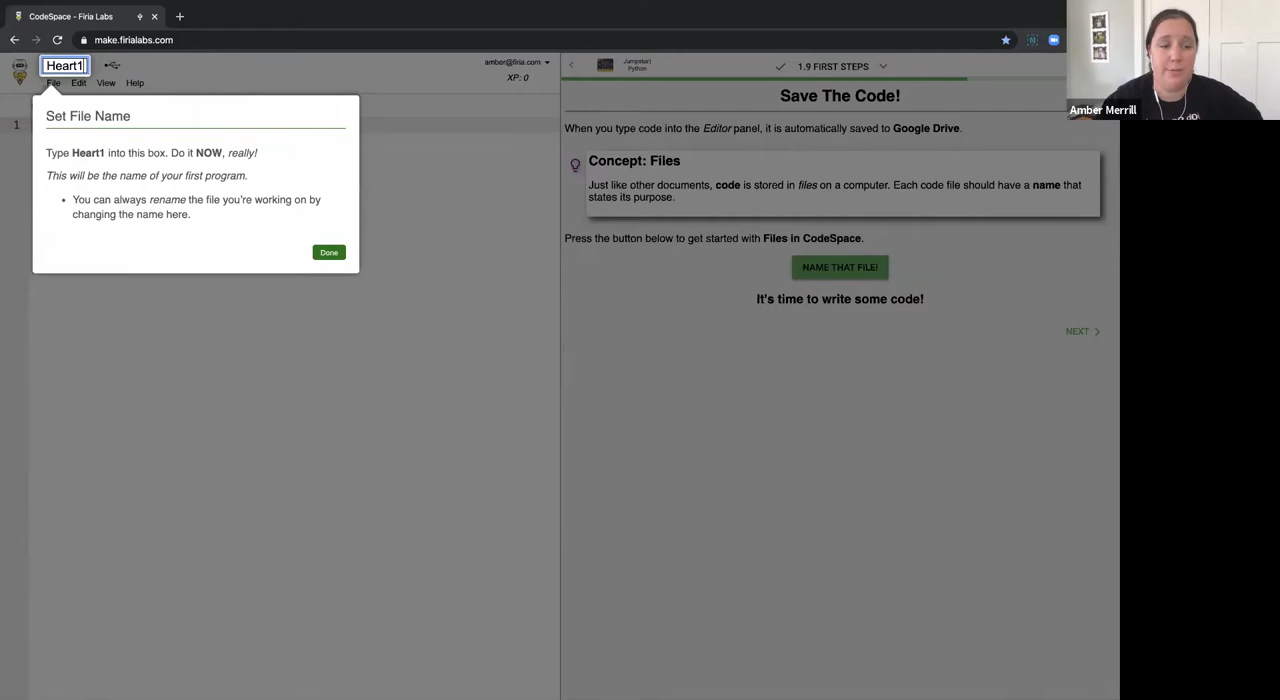 CodeSpace - Firia Labs
make.firialabs.com
Heart1
File Edit View Help
amber@firia.com
XP: 0
1
Set File Name
Type Heart1 into this box. Do it NOW, really!
This will be the name of your first program.
• You can always rename the file you're working on by
changing the name here.
Done
Jumpstart
Python
1.9 FIRST STEPS
Save The Code!
When you type code into the Editor panel, it is automatically saved to Google Drive.
Concept: Files
Just like other documents, code is stored in files on a computer. Each code file should have a name that
states its purpose.
Press the button below to get started with Files in CodeSpace.
NAME THAT FILE!
It's time to write some code!
NEXT
Amber Merrill